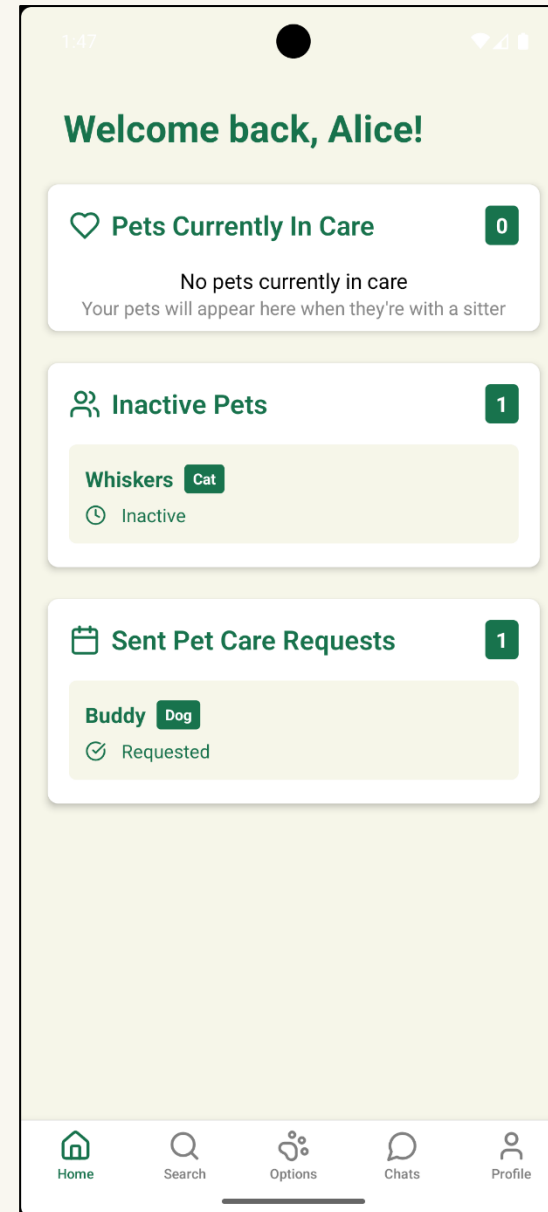 1:47
Welcome back, Alice!
Pets Currently In Care 0
No pets currently in care
Your pets will appear here when they're with a sitter
Inactive Pets 1
Whiskers Cat
Inactive
Sent Pet Care Requests 1
Buddy Dog
Requested
Home Search Options Chats Profile